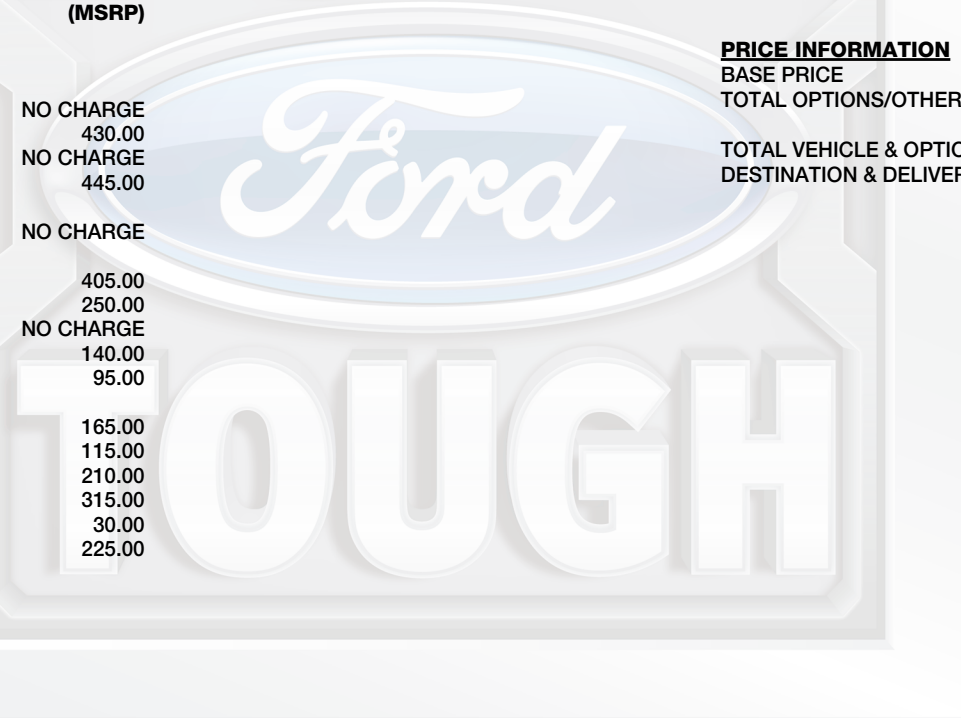 (MSRP)
NO CHARGE
430.00
NO CHARGE
445.00
NO CHARGE
405.00
250.00
NO CHARGE
140.00
95.00
165.00
115.00
210.00
315.00
30.00
225.00
PRICE INFORMATION
BASE PRICE
TOTAL OPTIONS/OTHER
TOTAL VEHICLE & OPTIO
DESTINATION & DELIVER
Ford
TOUGH